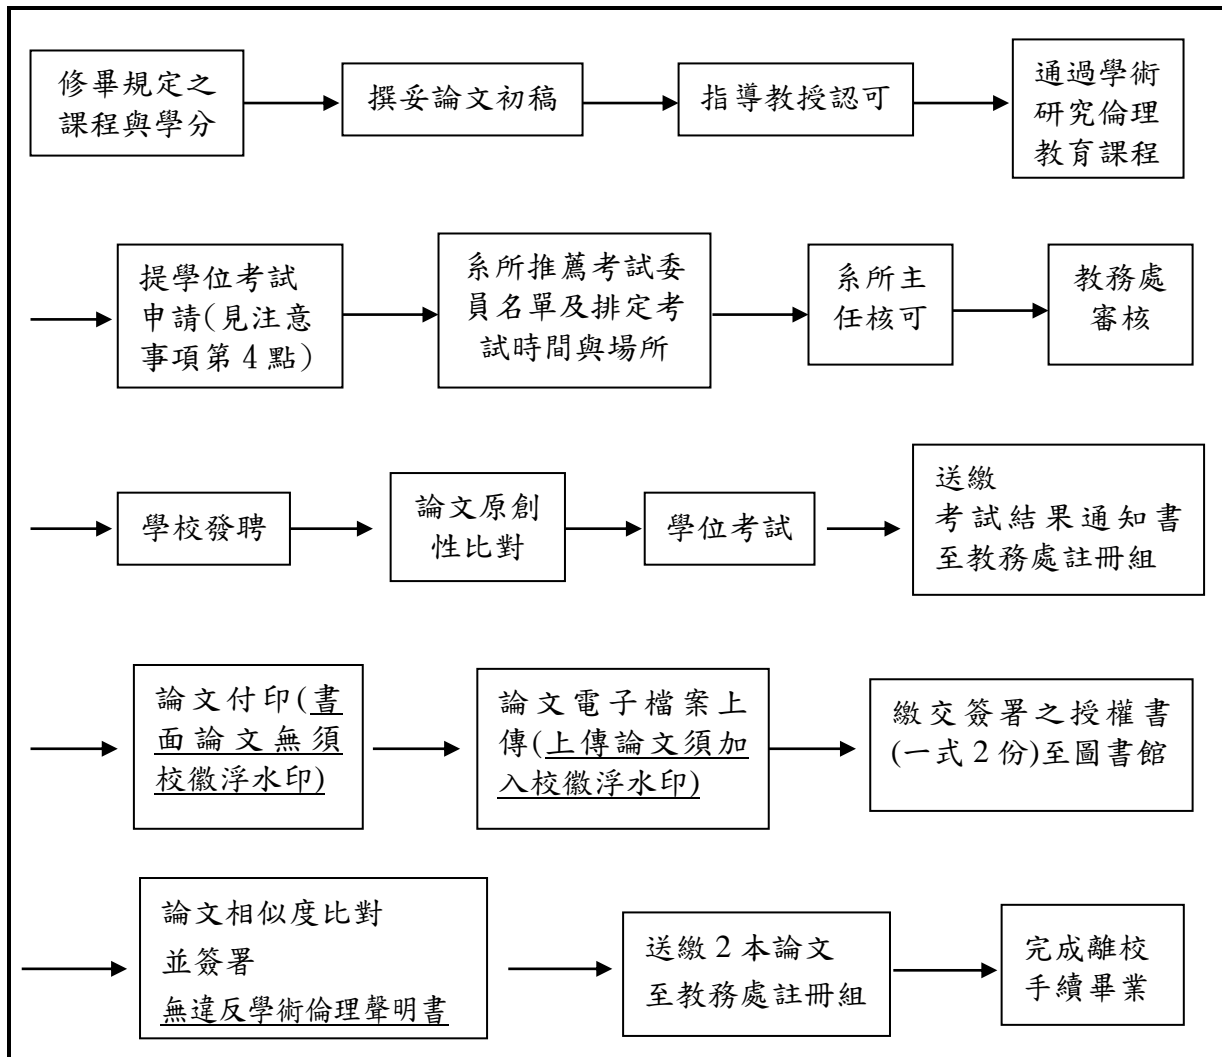 修畢規定之
課程與學分
撰妥論文初稿
指導教授認可
通過學術
研究倫理
教育課程
提學位考試
申請(見注意
事項第4點)
系所推薦考試委
員名單及排定考
試時間與場所
系所主
任核可
教務處
審核
學校發聘
論文原創
性比對
學位考試
送繳
考試結果通知書
至教務處註冊組
論文付印(書
面論文無須
校徽浮水印)
論文電子檔案上
傳(上傳論文須加
入校徽浮水印)
繳交簽署之授權書
(一式2份)至圖書館
論文相似度比對
並簽署
無違反學術倫理聲明書
送繳2本論文
至教務處註冊組
完成離校
手續畢業